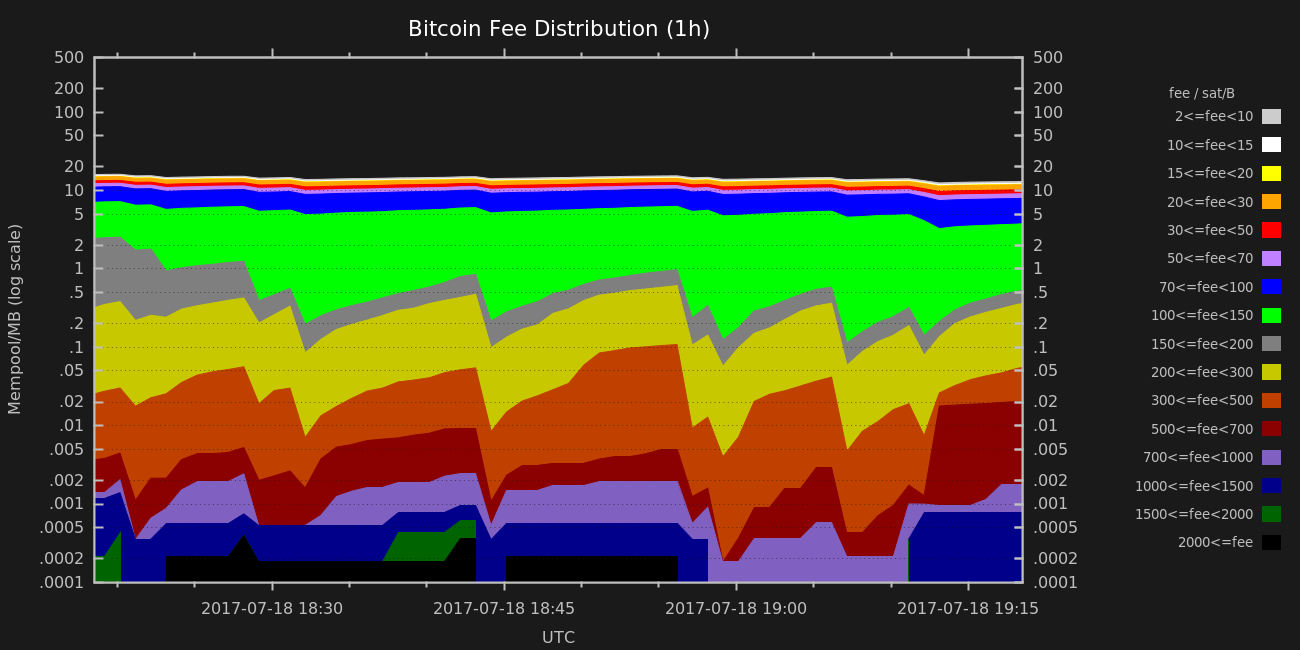 Bitcoin Fee Distribution (1h)
Mempool/MB (log scale)
500
200
100
50
20
10
5
2
1
.5
.2
.1
.05
.02
.01
.005
.002
.001
.0005
.0002
.0001
500
200
100
50
20
10
5
2
1
.5
.2
.1
.05
.02
.01
.005
.002
.001
.0005
.0002
.0001
2017-07-18 18:30
2017-07-18 18:45
2017-07-18 19:00
2017-07-18 19:15
UTC
fee / sat/B
2<=fee<10
10<=fee<15
15<=fee<20
20<=fee<30
30<=fee<50
50<=fee<70
70<=fee<100
100<=fee<150
150<=fee<200
200<=fee<300
300<=fee<500
500<=fee<700
700<=fee<1000
1000<=fee<1500
1500<=fee<2000
2000<=fee